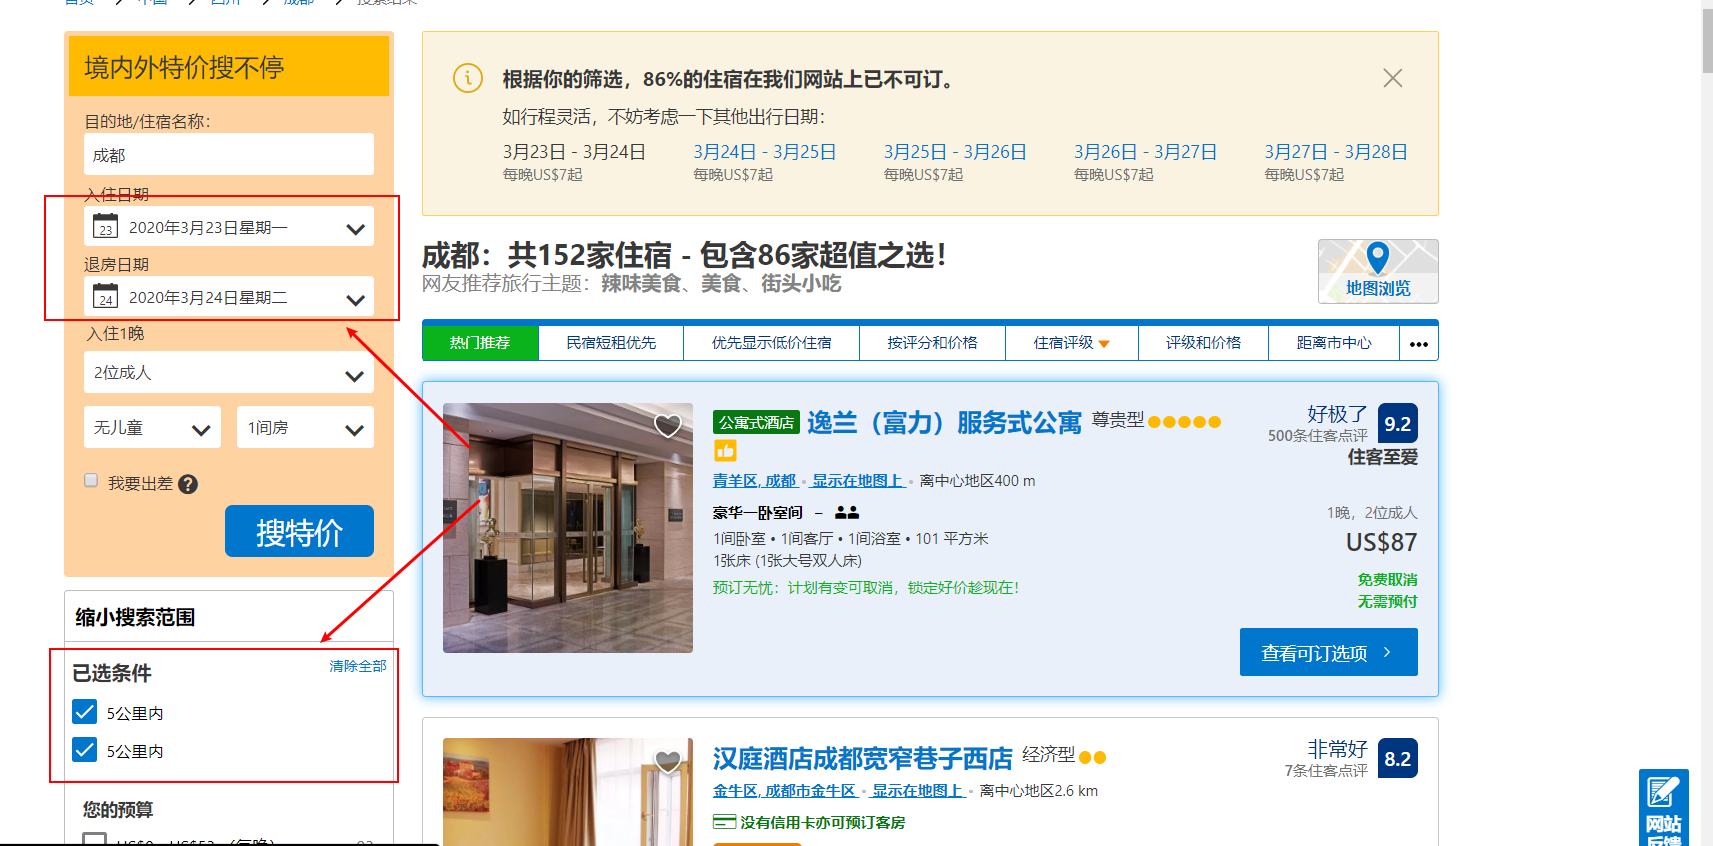 首页 中国 四川 成都 搜索结果
境内外特价搜不停
目的地/住宿名称：
成都
入住日期
23 2020年3月23日星期一
退房日期
24 2020年3月24日星期二
入住1晚
2位成人
无儿童 1间房
我要出差 ?
搜特价
缩小搜索范围
已选条件 清除全部
5公里内
5公里内
您的预算
根据你的筛选，86%的住宿在我们网站上已不可订。
如行程灵活，不妨考虑一下其他出行日期：
3月23日 - 3月24日 3月24日 - 3月25日 3月25日 - 3月26日 3月26日 - 3月27日 3月27日 - 3月28日
每晚US$7起 每晚US$7起 每晚US$7起 每晚US$7起 每晚US$7起
成都：共152家住宿 - 包含86家超值之选！
网友推荐旅行主题：辣味美食、美食、街头小吃
地图浏览
热门推荐 民宿短租优先 优先显示低价住宿 按评分和价格 住宿评级 评级和价格 距离市中心 •••
公寓式酒店 逸兰（富力）服务式公寓 尊贵型
好极了 9.2
500条住客点评
住客至爱
青羊区, 成都 • 显示在地图上 • 离中心地区400 m
豪华一卧室间 –
1间卧室 • 1间客厅 • 1间浴室 • 101 平方米
1张床 (1张大号双人床)
预订无忧：计划有变可取消，锁定好价趁现在！
1晚，2位成人
US$87
免费取消
无需预付
查看可订选项
汉庭酒店成都宽窄巷子西店 经济型
非常好 8.2
7条住客点评
金牛区, 成都市金牛区 • 显示在地图上 • 离中心地区2.6 km
没有信用卡亦可预订客房
网站
反馈